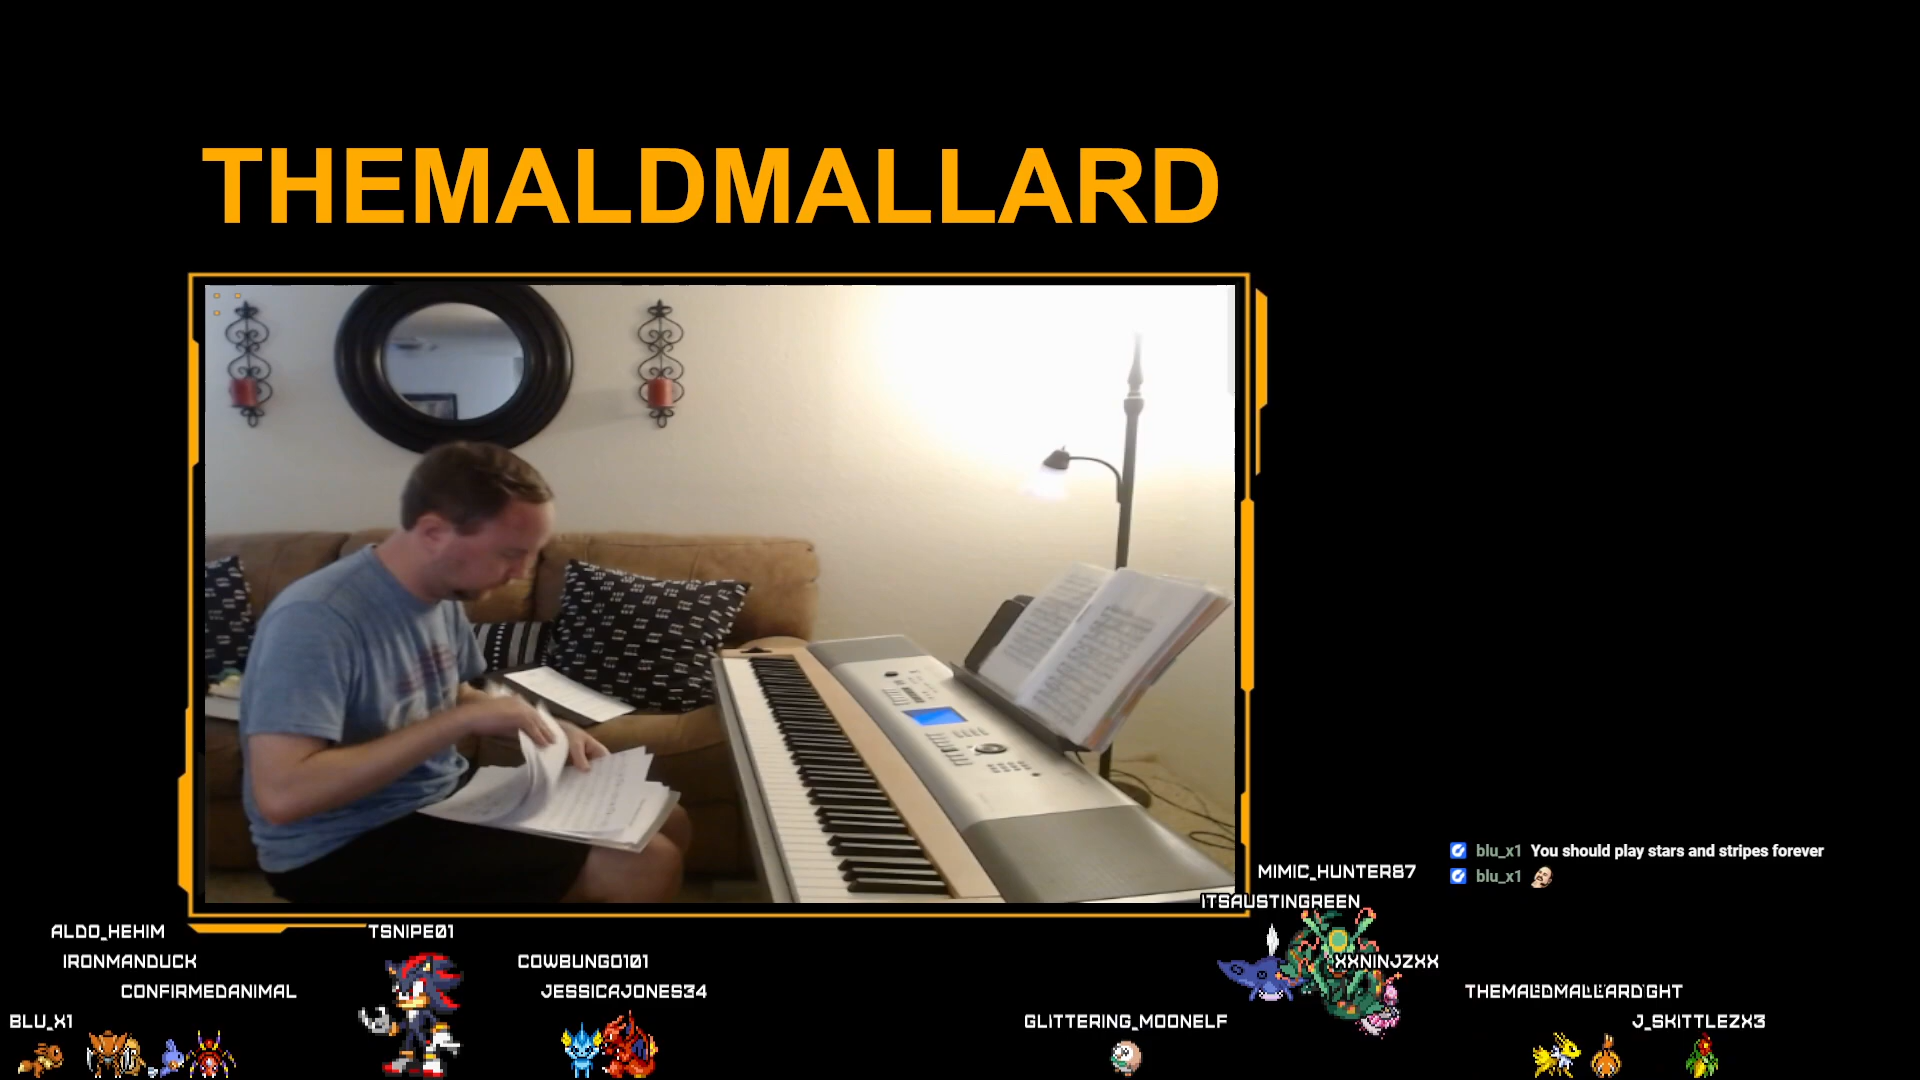 THEMALDMALLARD
blu_x1 You should play stars and stripes forever
blu_x1
MIMIC_HUNTER87
ITSAUSTINGREEN
ALDO_HEHIM
TSNIPE01
IRONMANDUCK
COWBUNGO101
XXNINJZXX
CONFIRMEDANIMAL
JESSICAJONES34
THEMALDMALLARD
BLU_X1
GLITTERING_MOONELF
J_SKITTLEZX3